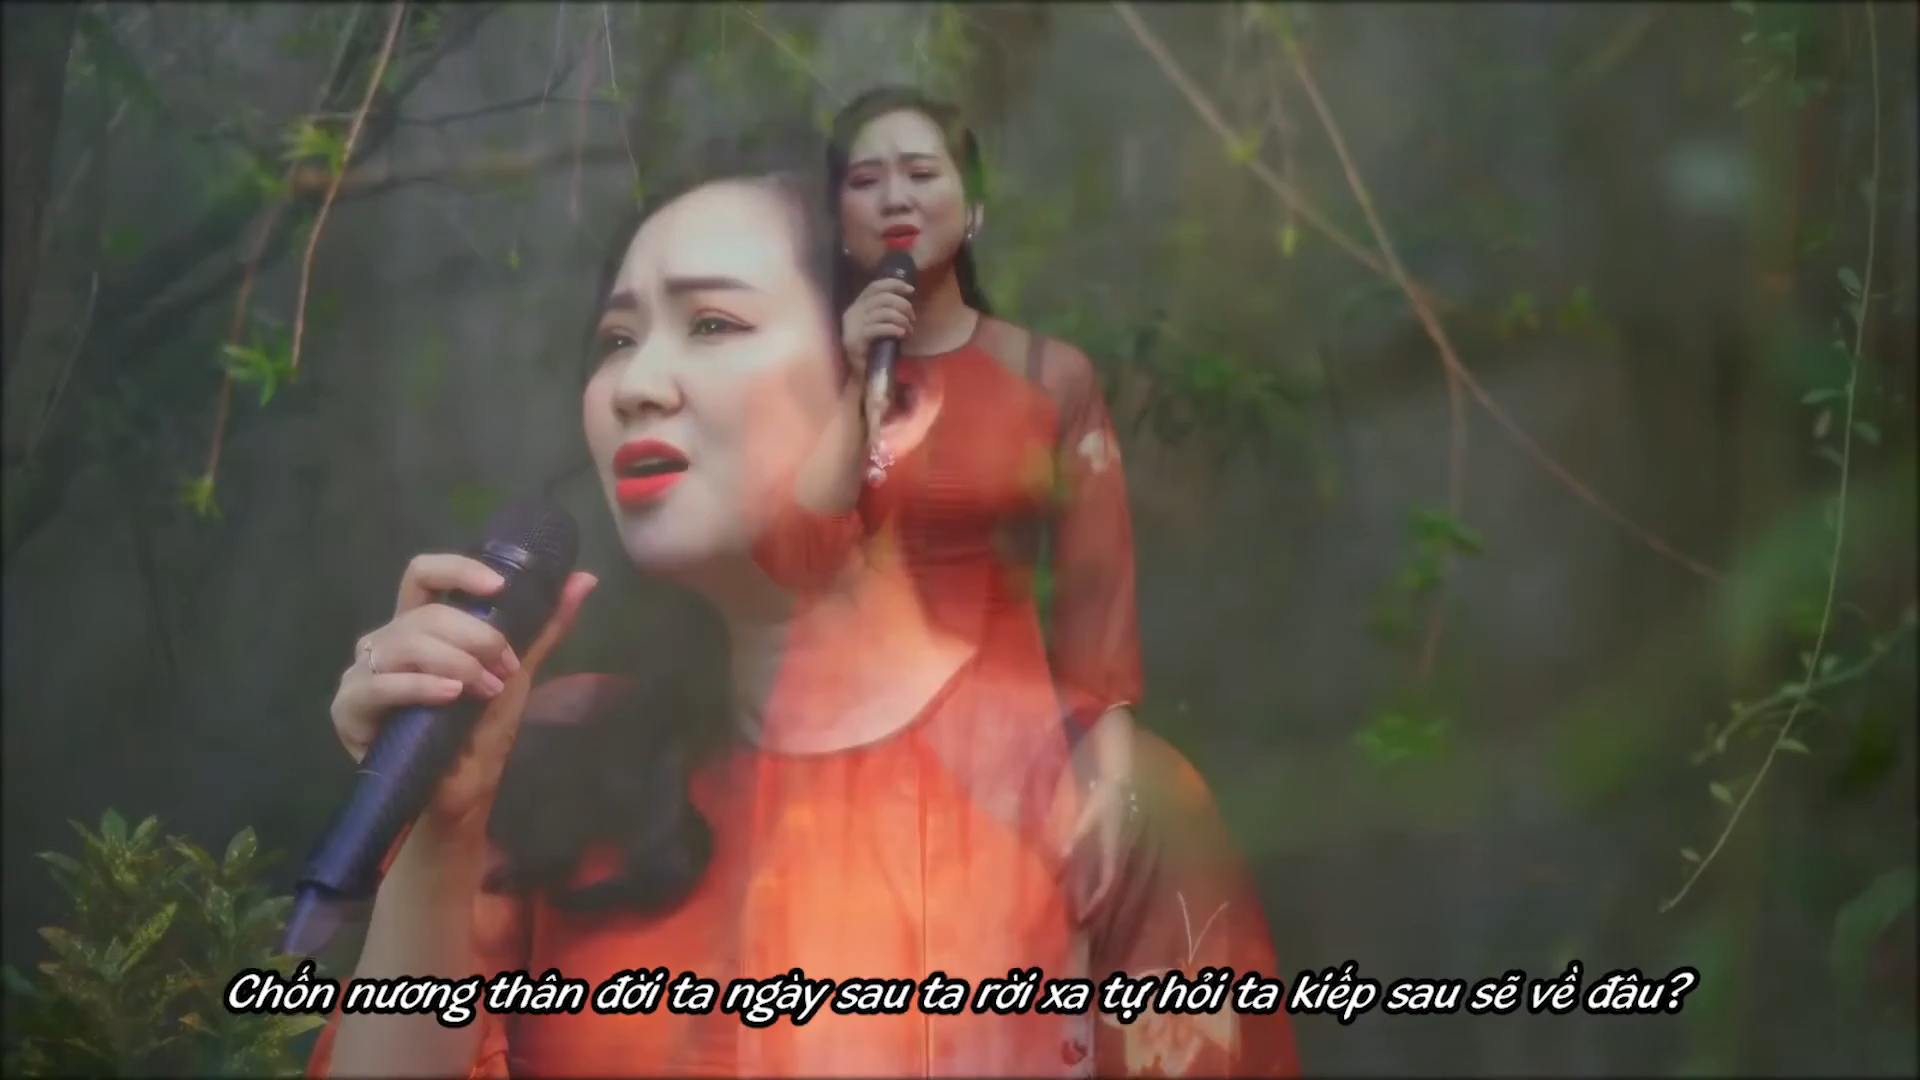 Chốn nương thân đời ta ngày sau ta rời xa tự hỏi ta kiếp sau sẽ về đâu?